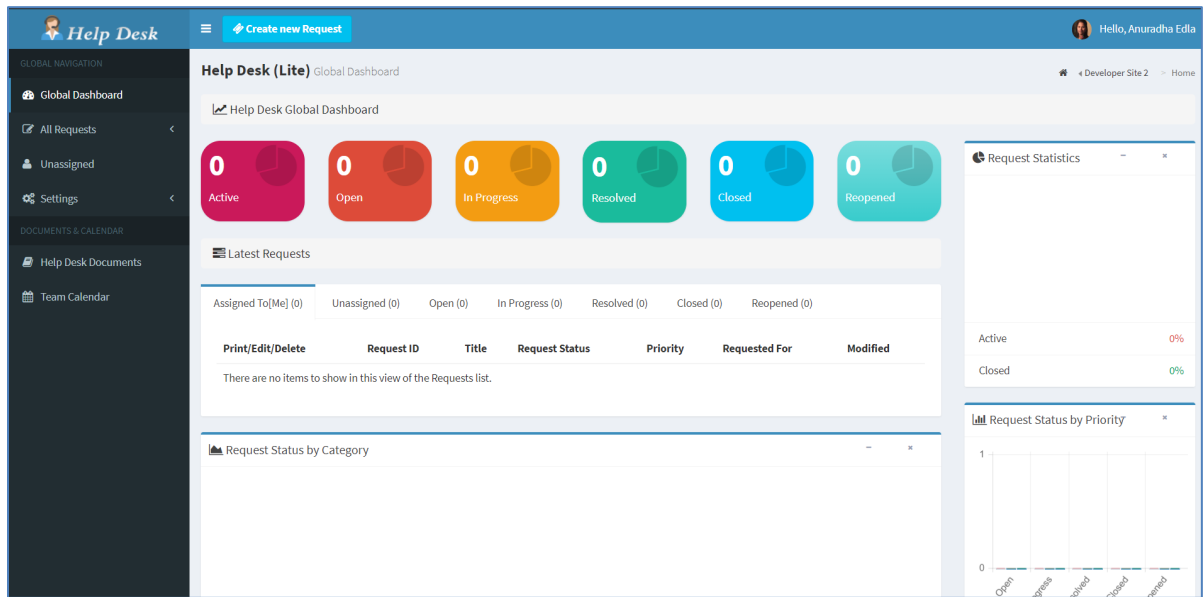 Help Desk
Create new Request
Hello, Anuradha Edla
GLOBAL NAVIGATION
Global Dashboard
All Requests
Unassigned
Settings
DOCUMENTS & CALENDAR
Help Desk Documents
Team Calendar
Help Desk (Lite) Global Dashboard
Developer Site 2 > Home
Help Desk Global Dashboard
0 0 0 0 0 0
Active Open In Progress Resolved Closed Reopened
Latest Requests
Assigned To[Me] (0) Unassigned (0) Open (0) In Progress (0) Resolved (0) Closed (0) Reopened (0)
Print/Edit/Delete Request ID Title Request Status Priority Requested For Modified
There are no items to show in this view of the Requests list.
Request Status by Category
Request Statistics
Active 0%
Closed 0%
Request Status by Priority
1
0
Open